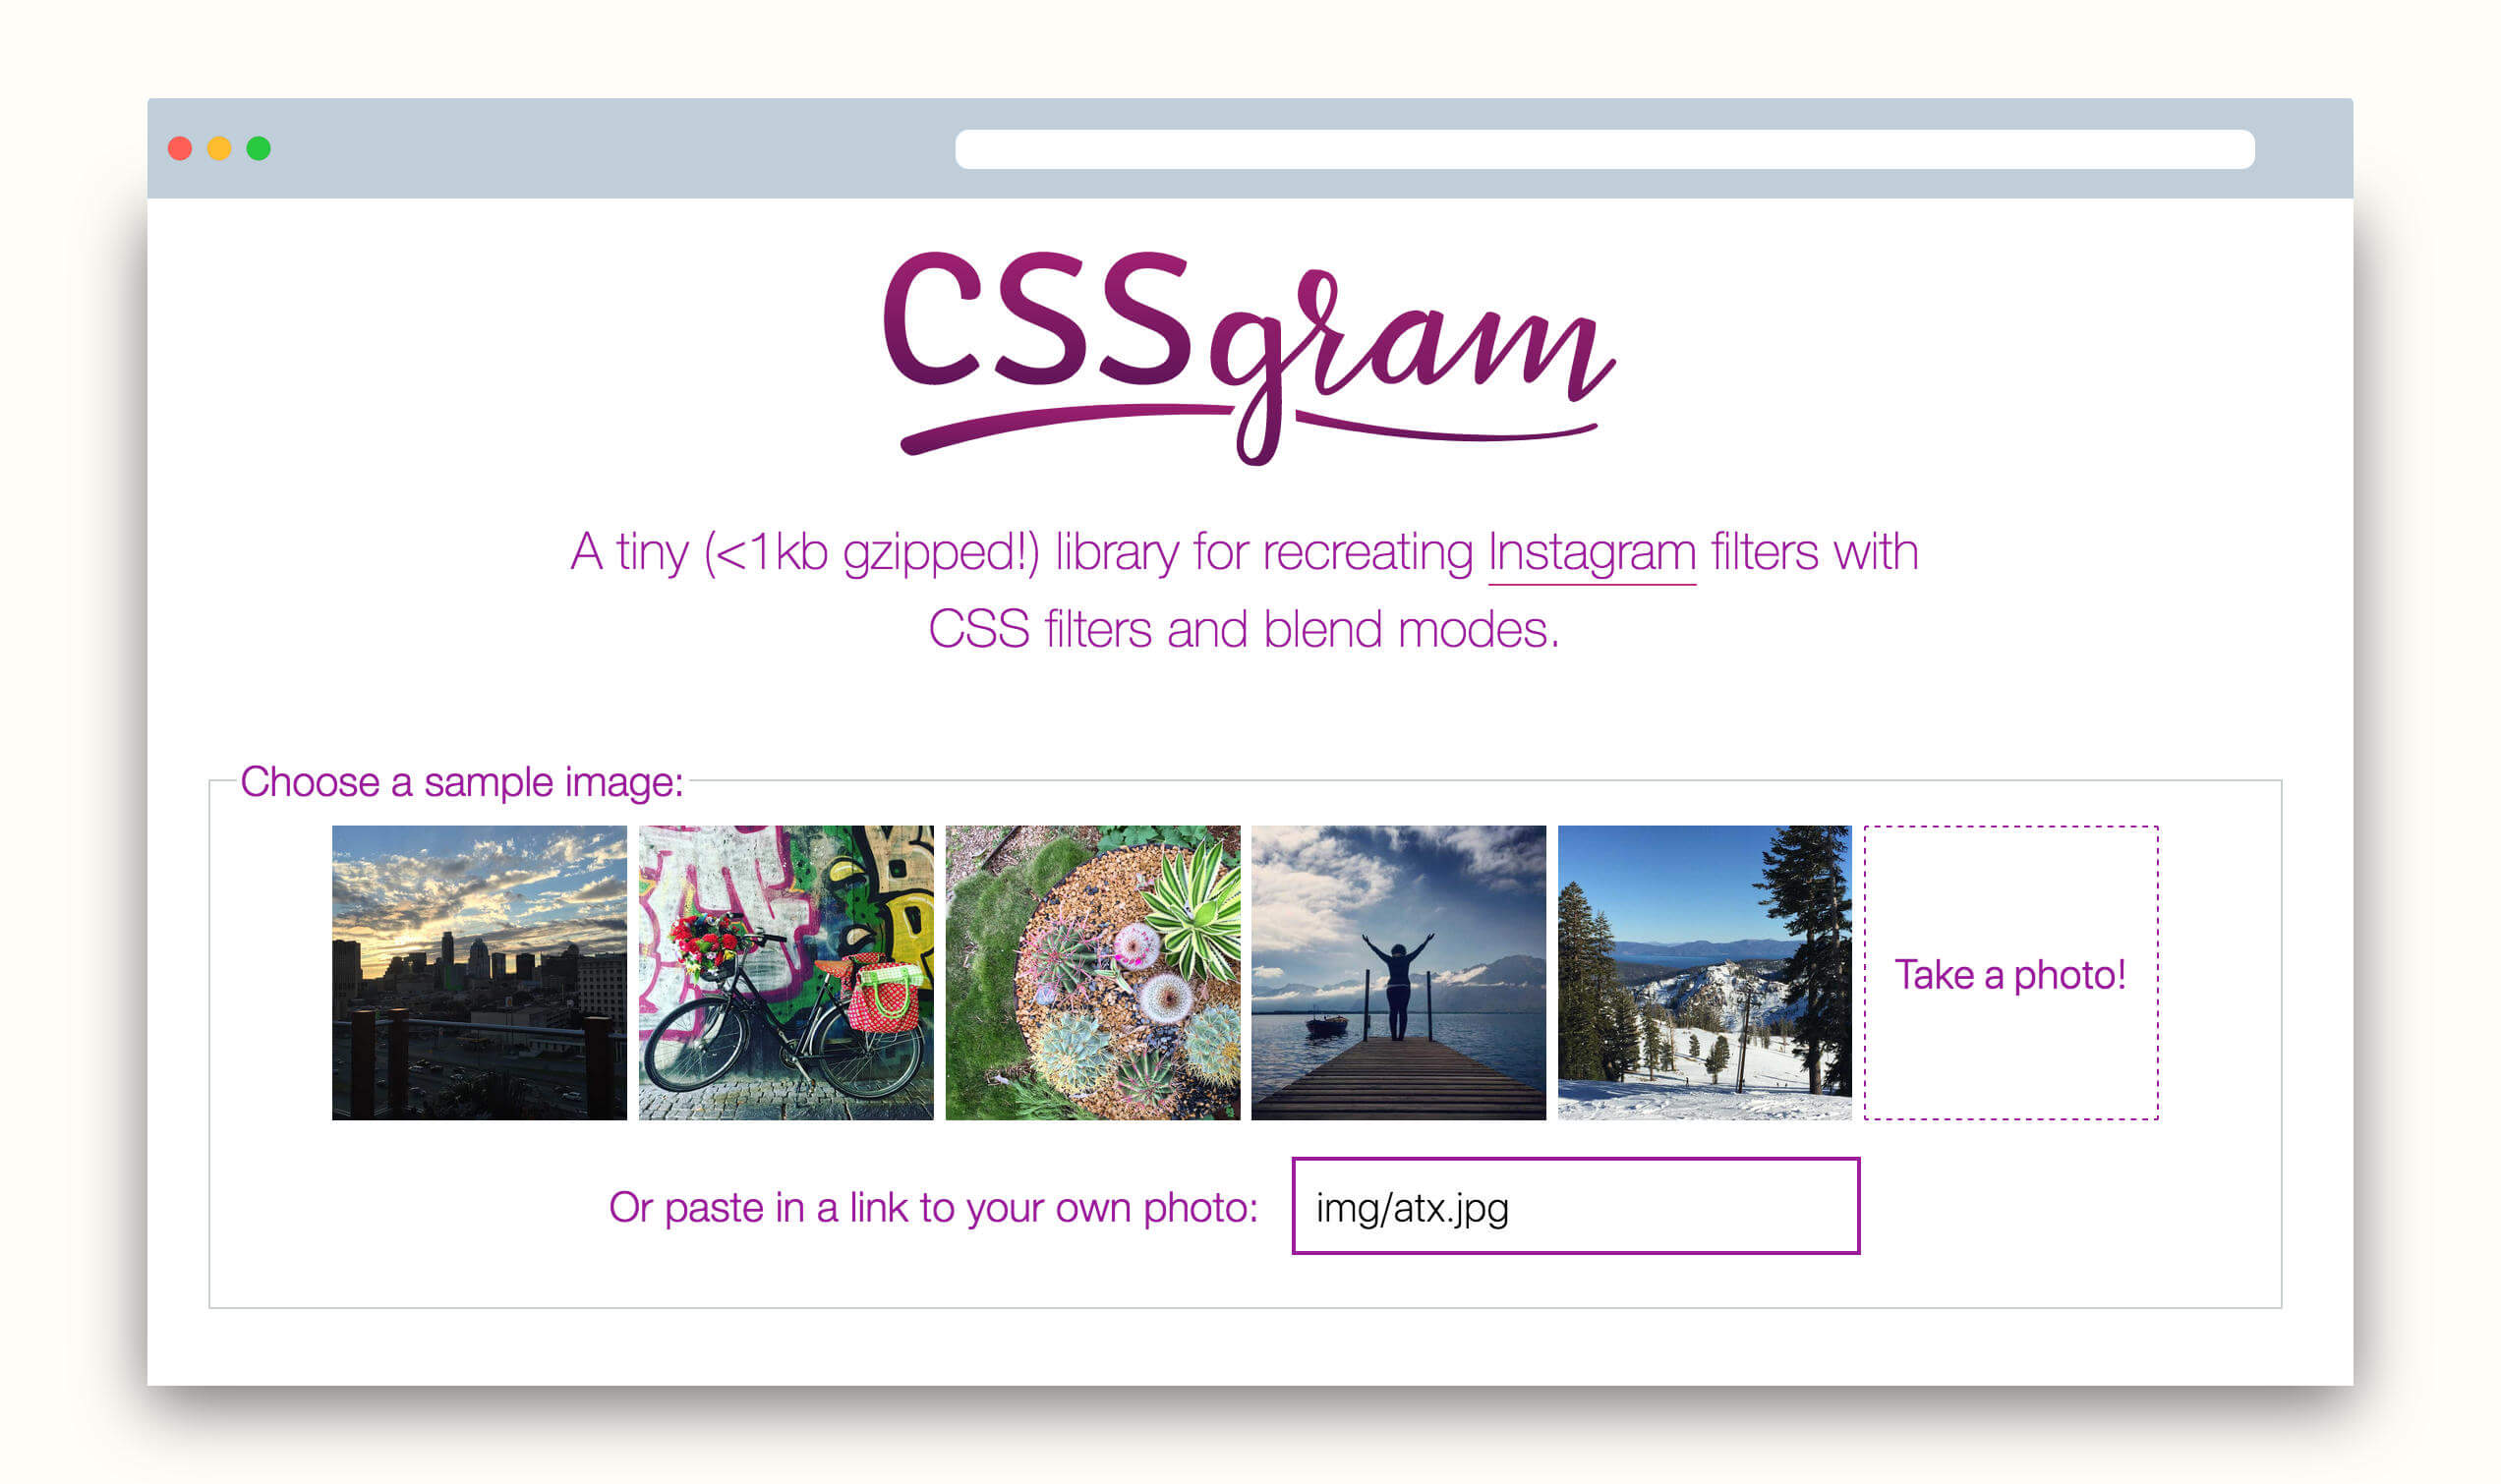 CSSgram
A tiny (<1kb gzipped!) library for recreating Instagram filters with
CSS filters and blend modes.
Choose a sample image:
Take a photo!
Or paste in a link to your own photo:
img/atx.jpg